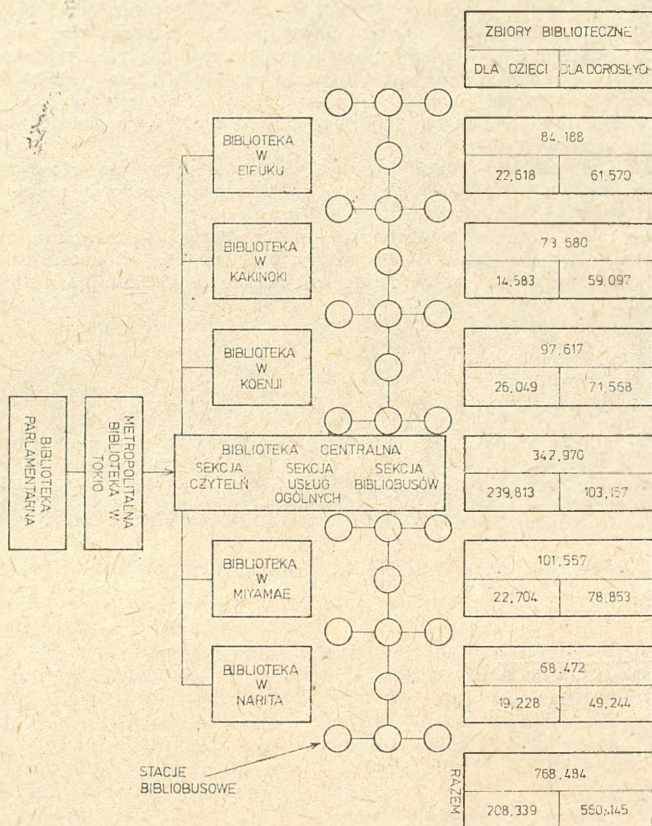 ZBIORY BIBLIOTECZNE
DLA DZIECI DLA DOROSŁYCH
BIBLIOTEKA
W
EIFUKU
84,188
22,618 61,570
BIBLIOTEKA
W
KAKINOKI
73 680
14,583 59,097
BIBLIOTEKA
W
KOENJI
97,617
26,049 71,568
BIBLIOTEKA
PARLAMENTARNA
METROPOLITALNA
BIBLIOTEKA W
TOKIO
BIBLIOTEKA CENTRALNA
SEKCJA
CZYTELŃ
SEKCJA
USŁUG
OGÓLNYCH
SEKCJA
BIBLIOBUSÓW
342,970
239,813 103,157
BIBLIOTEKA
W
MIYAMAE
101,557
22,704 78,853
BIBLIOTEKA
W
NARITA
68,472
19,228 49,244
STACJE
BIBLIOBUSOWE
RAZEM
768,484
208,339 550,145